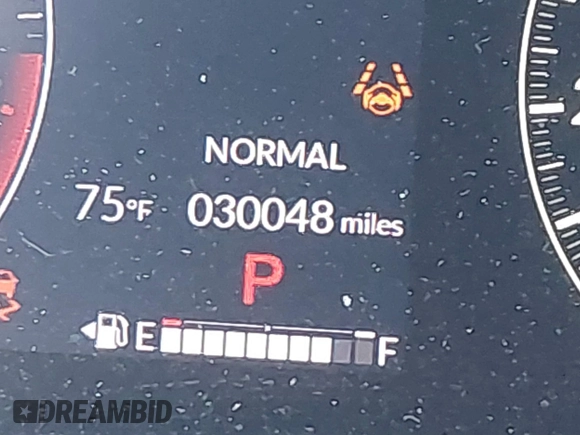 NORMAL
75°F 030048 miles
P
E F
DREAMBID